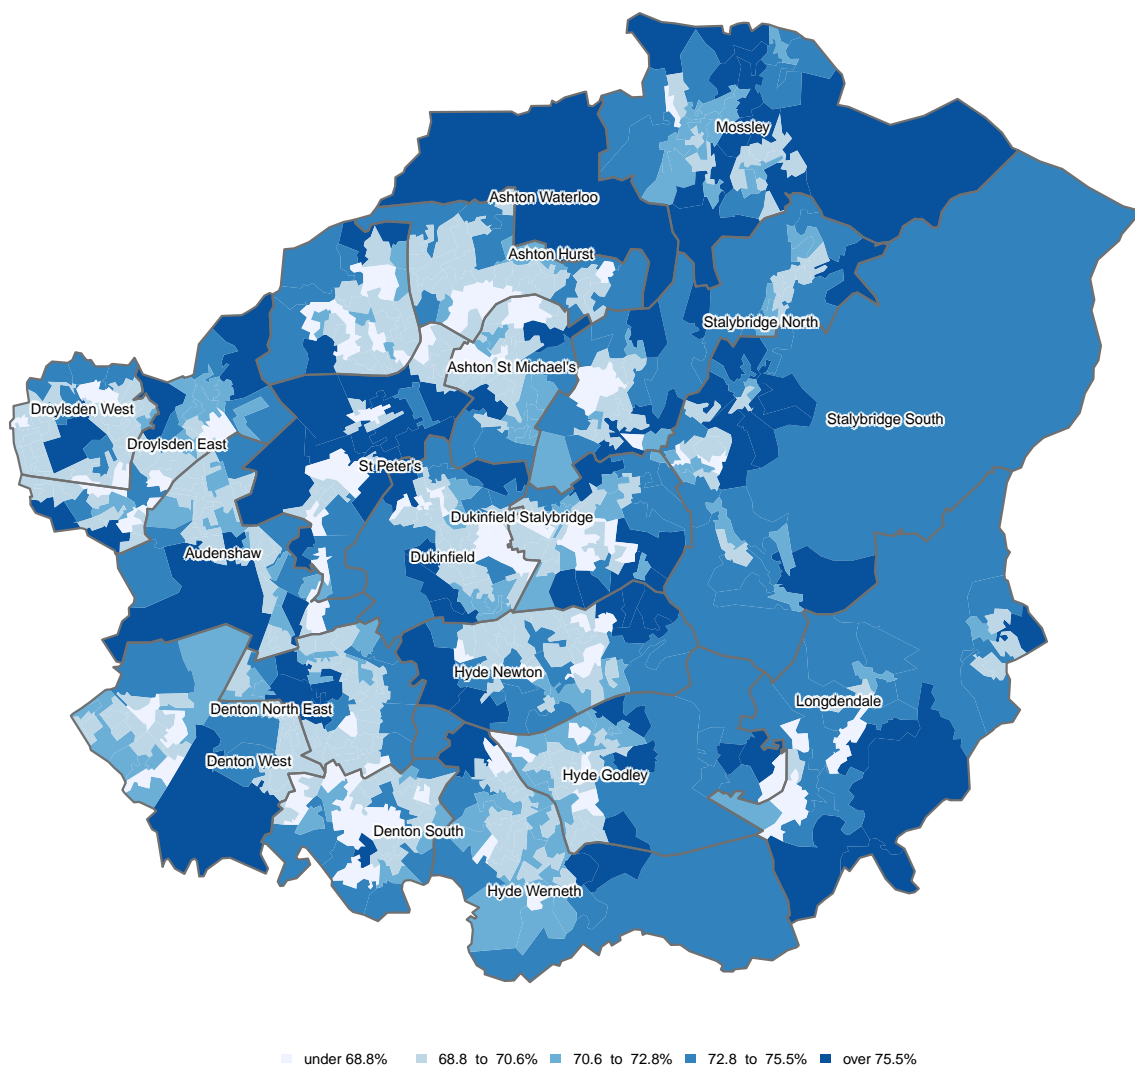 Mossley
Ashton Waterloo
Ashton Hurst
Stalybridge North
Ashton St Michael's
Droylsden West
Stalybridge South
Droylsden East
St Peter's
Dukinfield Stalybridge
Audenshaw
Dukinfield
Hyde Newton
Longdendale
Denton North East
Denton West
Hyde Godley
Denton South
Hyde Werneth
under 68.8% 68.8 to 70.6% 70.6 to 72.8% 72.8 to 75.5% over 75.5%